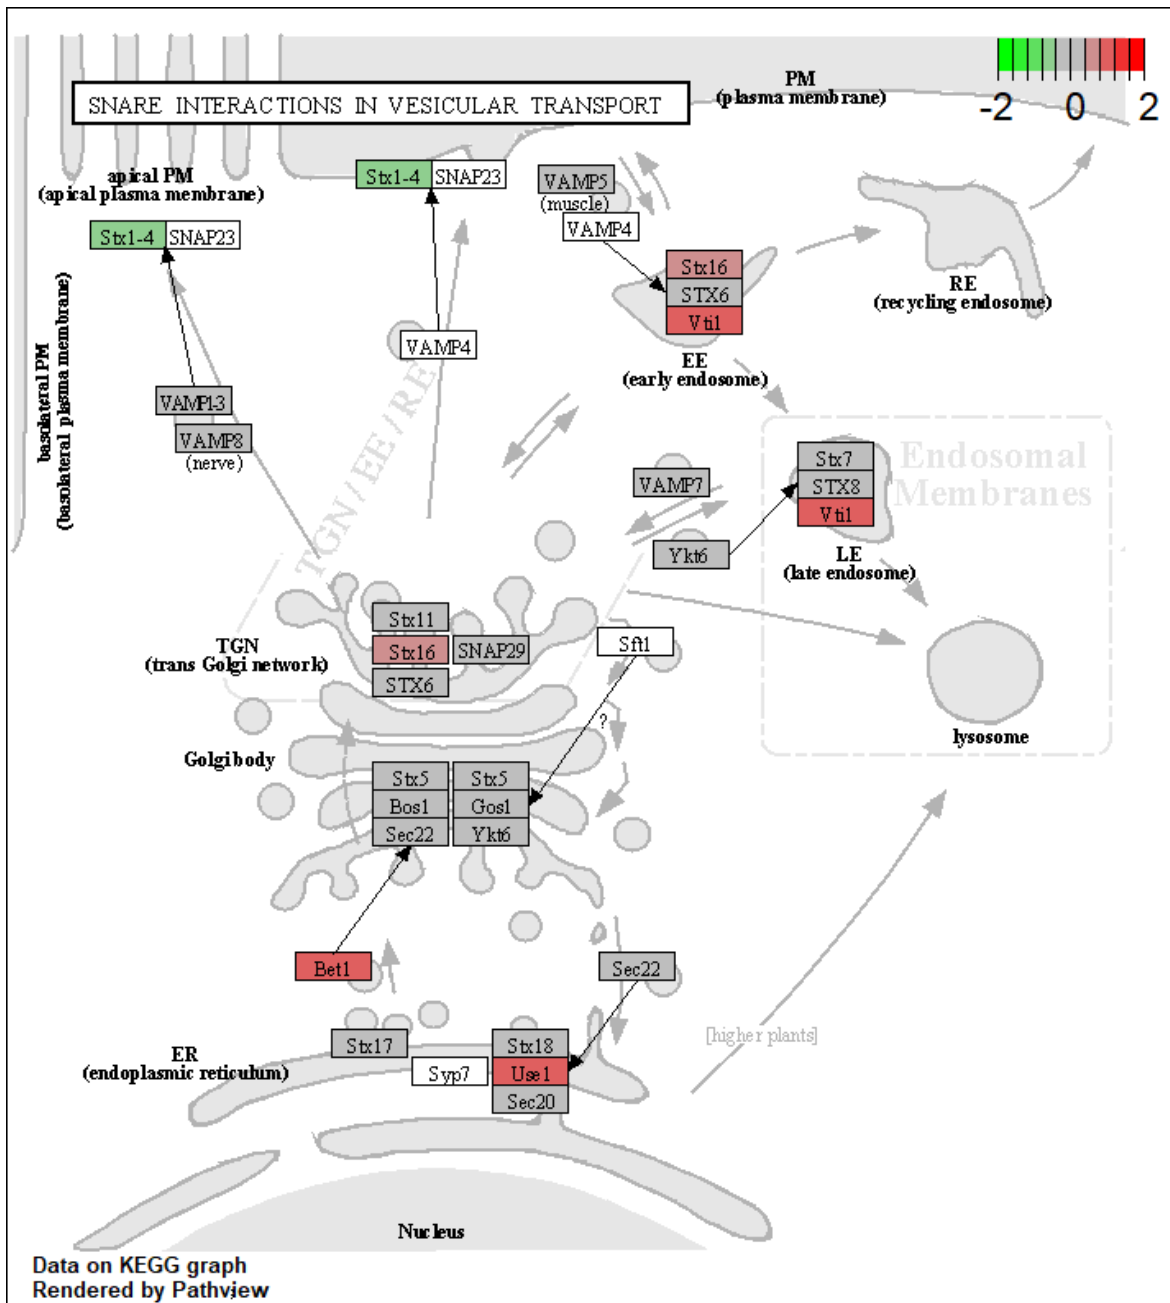 SNARE INTERACTIONS IN VESICULAR TRANSPORT
PM
(plasma membrane)
-2 0 2
apical PM
(apical plasma membrane)
Stx1-4 SNAP23
Stx1-4 SNAP23
VAMP5
(muscle)
VAMP4
Stx16
STX6
Vti1
EE
(early endosome)
RE
(recycling endosome)
basolateral PM
(basolateral plasma membrane)
VAMP4
VAMP1-3
VAMP8
(nerve)
TGN/EE/RE
Endosomal
Membranes
Stx7
STX8
Vti1
LE
(late endosome)
VAMP7
Ykt6
TGN
(trans Golgi network)
Stx11
Stx16 SNAP29
STX6
Sft1
?
lysosome
Golgi body
Stx5 Stx5
Bos1 Gos1
Sec22 Ykt6
Bet1
Sec22
[higher plants]
ER
(endoplasmic reticulum)
Stx17
Syp7
Stx18
Use1
Sec20
Nucleus
Data on KEGG graph
Rendered by Pathview